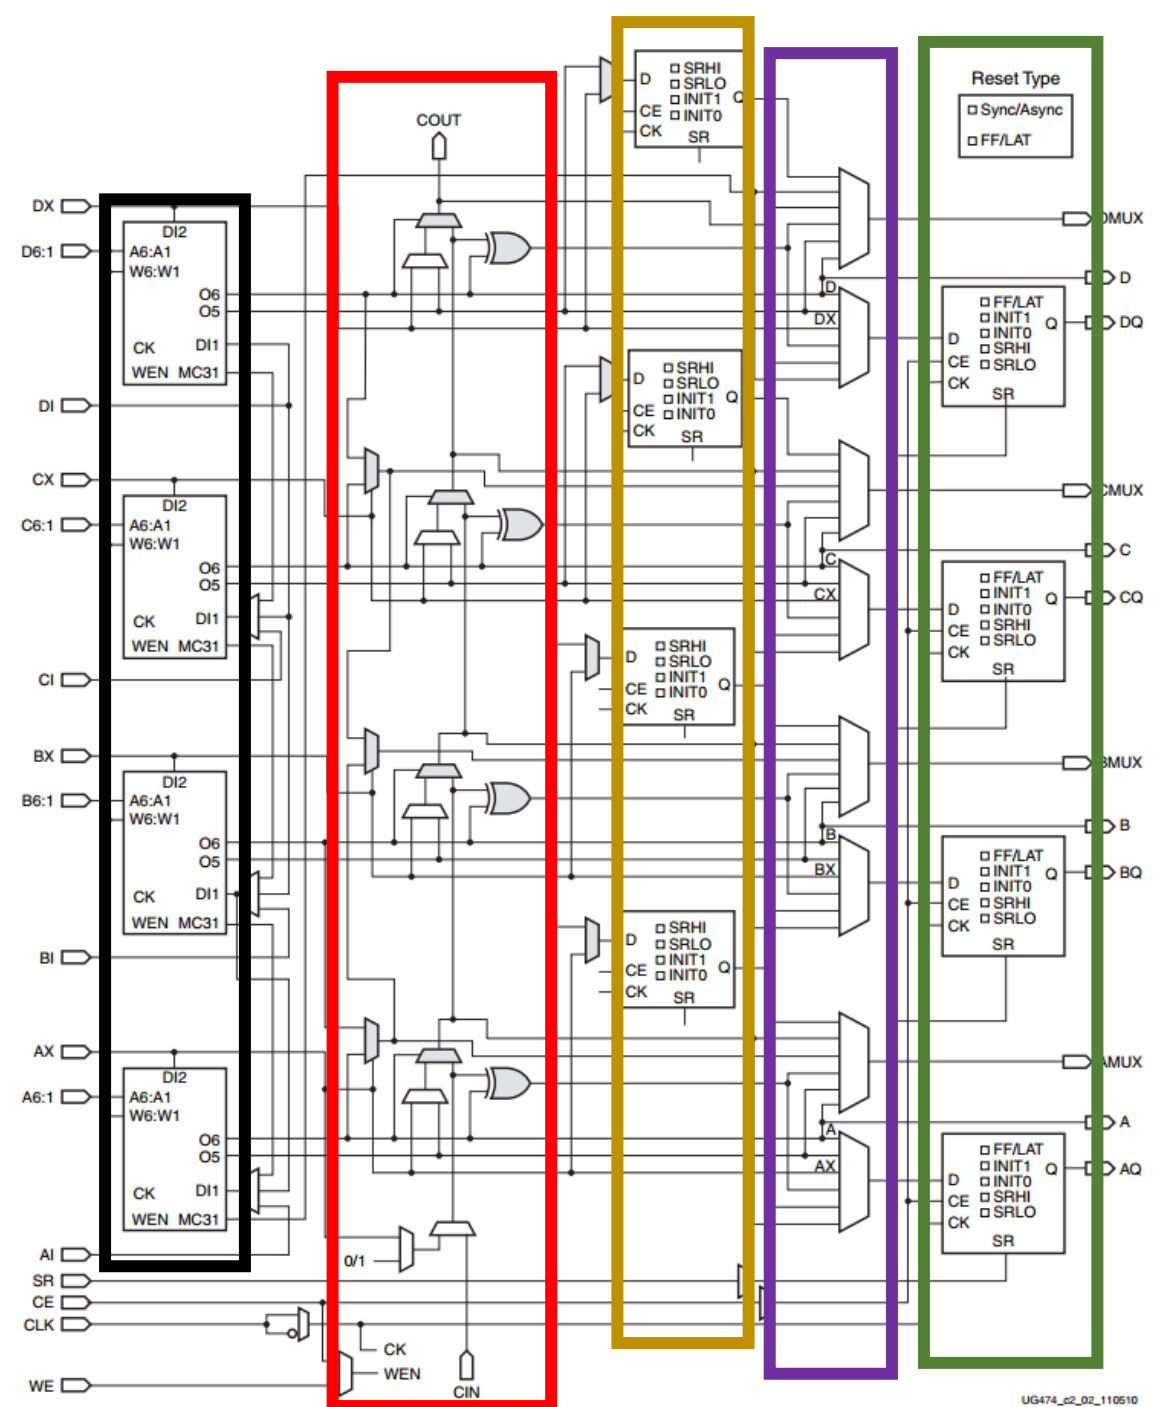 COUT
Reset Type
Sync/Async
FF/LAT
D
SRHI
SRLO
INIT1
INIT0
Q
CE
CK
SR
DX
D6:1
DI2
A6:A1
W6:W1
O6
O5
CK
DI1
WEN MC31
DI
DMUX
D
D
DX
D
FF/LAT
INIT1
INIT0
SRHI
SRLO
Q
CE
CK
SR
DQ
D
SRHI
SRLO
INIT1
INIT0
Q
CE
CK
SR
CX
C6:1
DI2
A6:A1
W6:W1
O6
O5
CK
DI1
WEN MC31
CI
CMUX
C
C
CX
D
FF/LAT
INIT1
INIT0
SRHI
SRLO
Q
CE
CK
SR
CQ
D
SRHI
SRLO
INIT1
INIT0
Q
CE
CK
SR
BX
B6:1
DI2
A6:A1
W6:W1
O6
O5
CK
DI1
WEN MC31
BI
BMUX
B
B
BX
D
FF/LAT
INIT1
INIT0
SRHI
SRLO
Q
CE
CK
SR
BQ
D
SRHI
SRLO
INIT1
INIT0
Q
CE
CK
SR
AX
A6:1
DI2
A6:A1
W6:W1
O6
O5
CK
DI1
WEN MC31
AI
AMUX
A
A
AX
D
FF/LAT
INIT1
INIT0
SRHI
SRLO
Q
CE
CK
SR
AQ
0/1
SR
CE
CLK
CK
WEN
WE
CIN
UG474_c2_02_110510